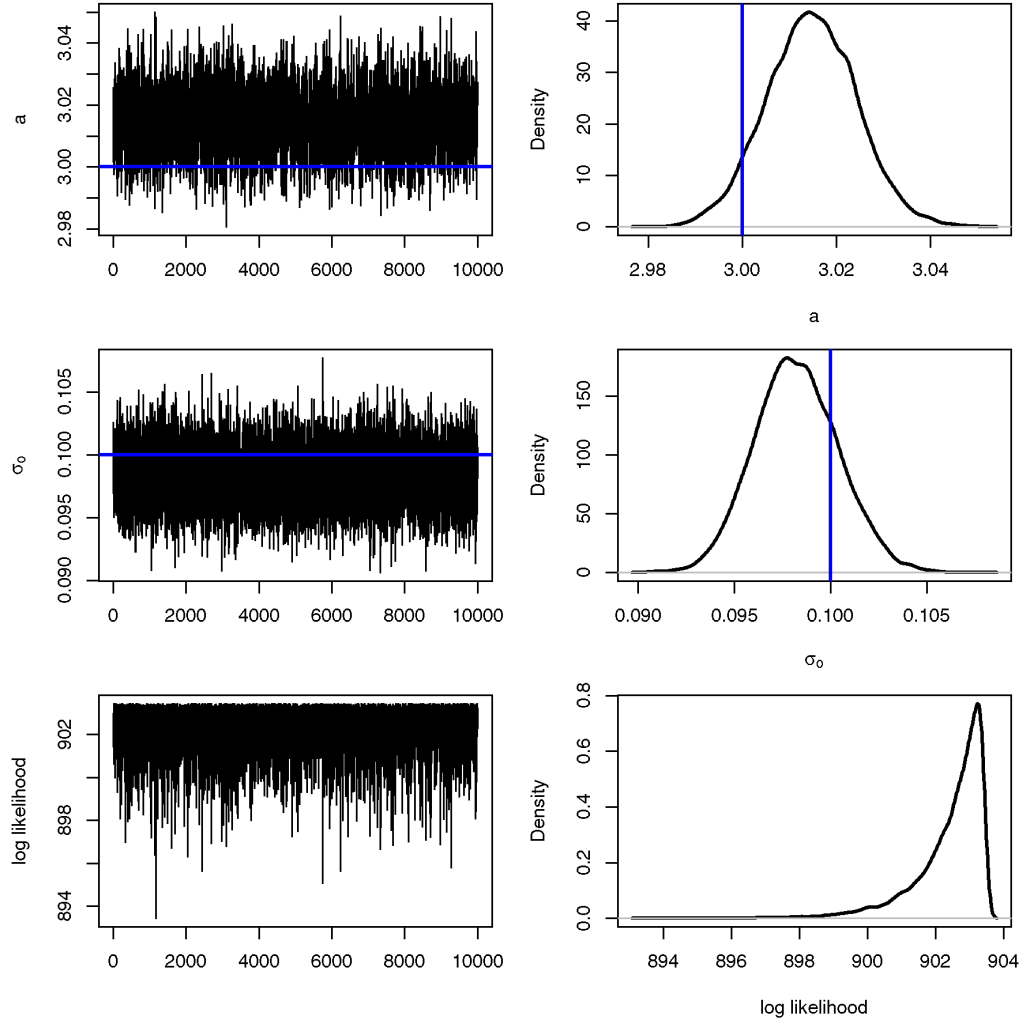 a
2.98 3.00 3.02 3.04
0 2000 4000 6000 8000 10000
Density
0 10 20 30 40
2.98 3.00 3.02 3.04
a
σ0
0.090 0.095 0.100 0.105
0 2000 4000 6000 8000 10000
Density
0 50 100 150
0.090 0.095 0.100 0.105
σ0
log likelihood
894 898 902
0 2000 4000 6000 8000 10000
Density
0.0 0.2 0.4 0.6 0.8
894 896 898 900 902 904
log likelihood